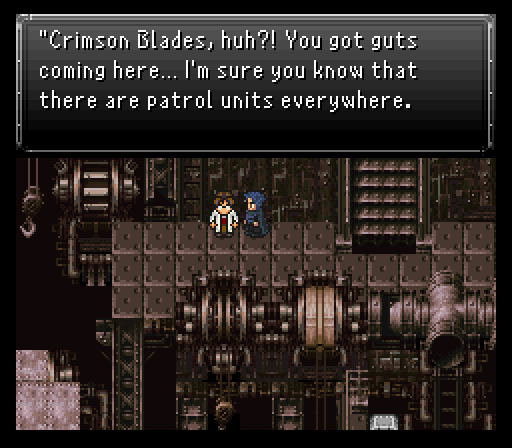 "Crimson Blades, huh?! You got guts
coming here... I'm sure you know that
there are patrol units everywhere.